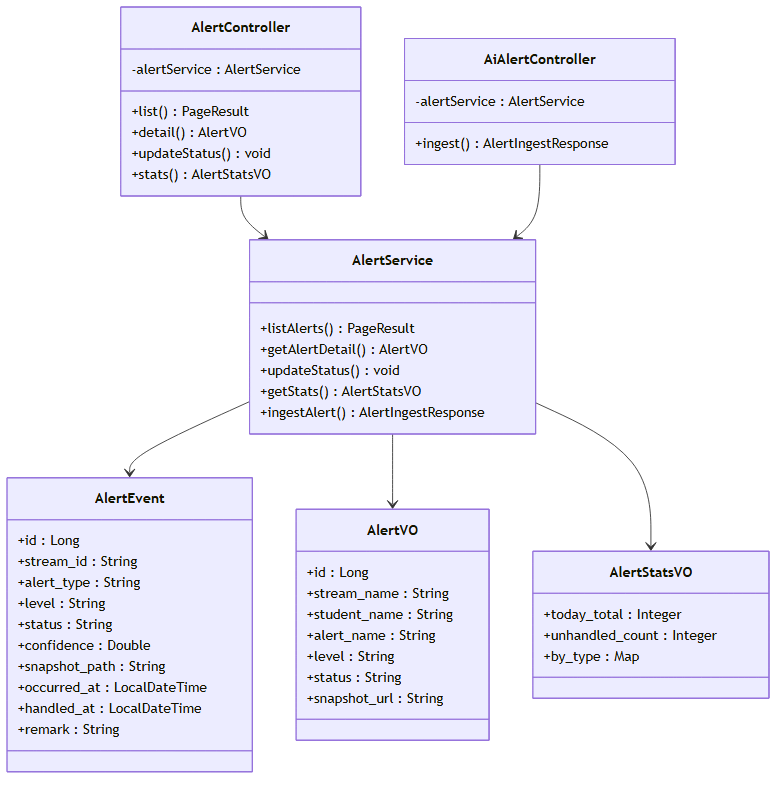 AlertController
-alertService : AlertService
+list() : PageResult
+detail() : AlertVO
+updateStatus() : void
+stats() : AlertStatsVO
AiAlertController
-alertService : AlertService
+ingest() : AlertIngestResponse
AlertService
+listAlerts() : PageResult
+getAlertDetail() : AlertVO
+updateStatus() : void
+getStats() : AlertStatsVO
+ingestAlert() : AlertIngestResponse
AlertEvent
+id : Long
+stream_id : String
+alert_type : String
+level : String
+status : String
+confidence : Double
+snapshot_path : String
+occurred_at : LocalDateTime
+handled_at : LocalDateTime
+remark : String
AlertVO
+id : Long
+stream_name : String
+student_name : String
+alert_name : String
+level : String
+status : String
+snapshot_url : String
AlertStatsVO
+today_total : Integer
+unhandled_count : Integer
+by_type : Map